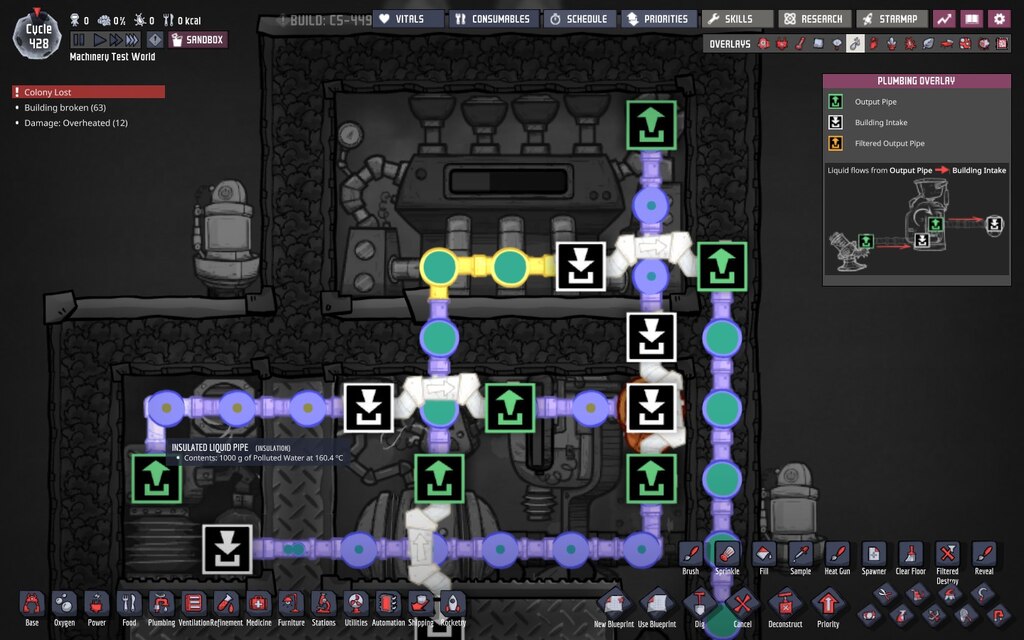 BUILD: CS-449
Cycle
428
0
0%
0
0 kcal
SANDBOX
Machinery Test World
VITALS
CONSUMABLES
SCHEDULE
PRIORITIES
SKILLS
RESEARCH
STARMAP
OVERLAYS
! Colony Lost
• Building broken (63)
• Damage: Overheated (12)
PLUMBING OVERLAY
Output Pipe
Building Intake
Filtered Output Pipe
Liquid flows from Output Pipe Building Intake
INSULATED LIQUID PIPE (INSULATION)
• Contents: 1000 g of Polluted Water at 160.4 °C
Brush
Sprinkle
Fill
Sample
Heat Gun
Spawner
Clear Floor
Filtered
Destroy
Reveal
Base
Oxygen
Power
Food
Plumbing
Ventilation
Refinement
Medicine
Furniture
Stations
Utilities
Automation
Shipping
Rocketry
New Blueprint
Use Blueprint
Dig
Cancel
Deconstruct
Priority